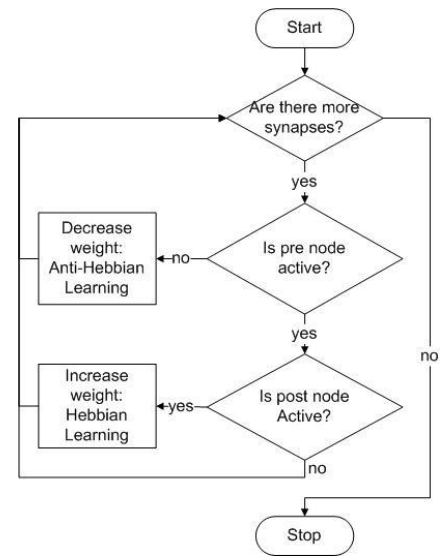 Start
Are there more
synapses?
yes
Decrease
weight:
Anti-Hebbian
Learning
no
Is pre node
active?
yes
no
Increase
weight:
Hebbian
Learning
yes
Is post node
Active?
no
Stop